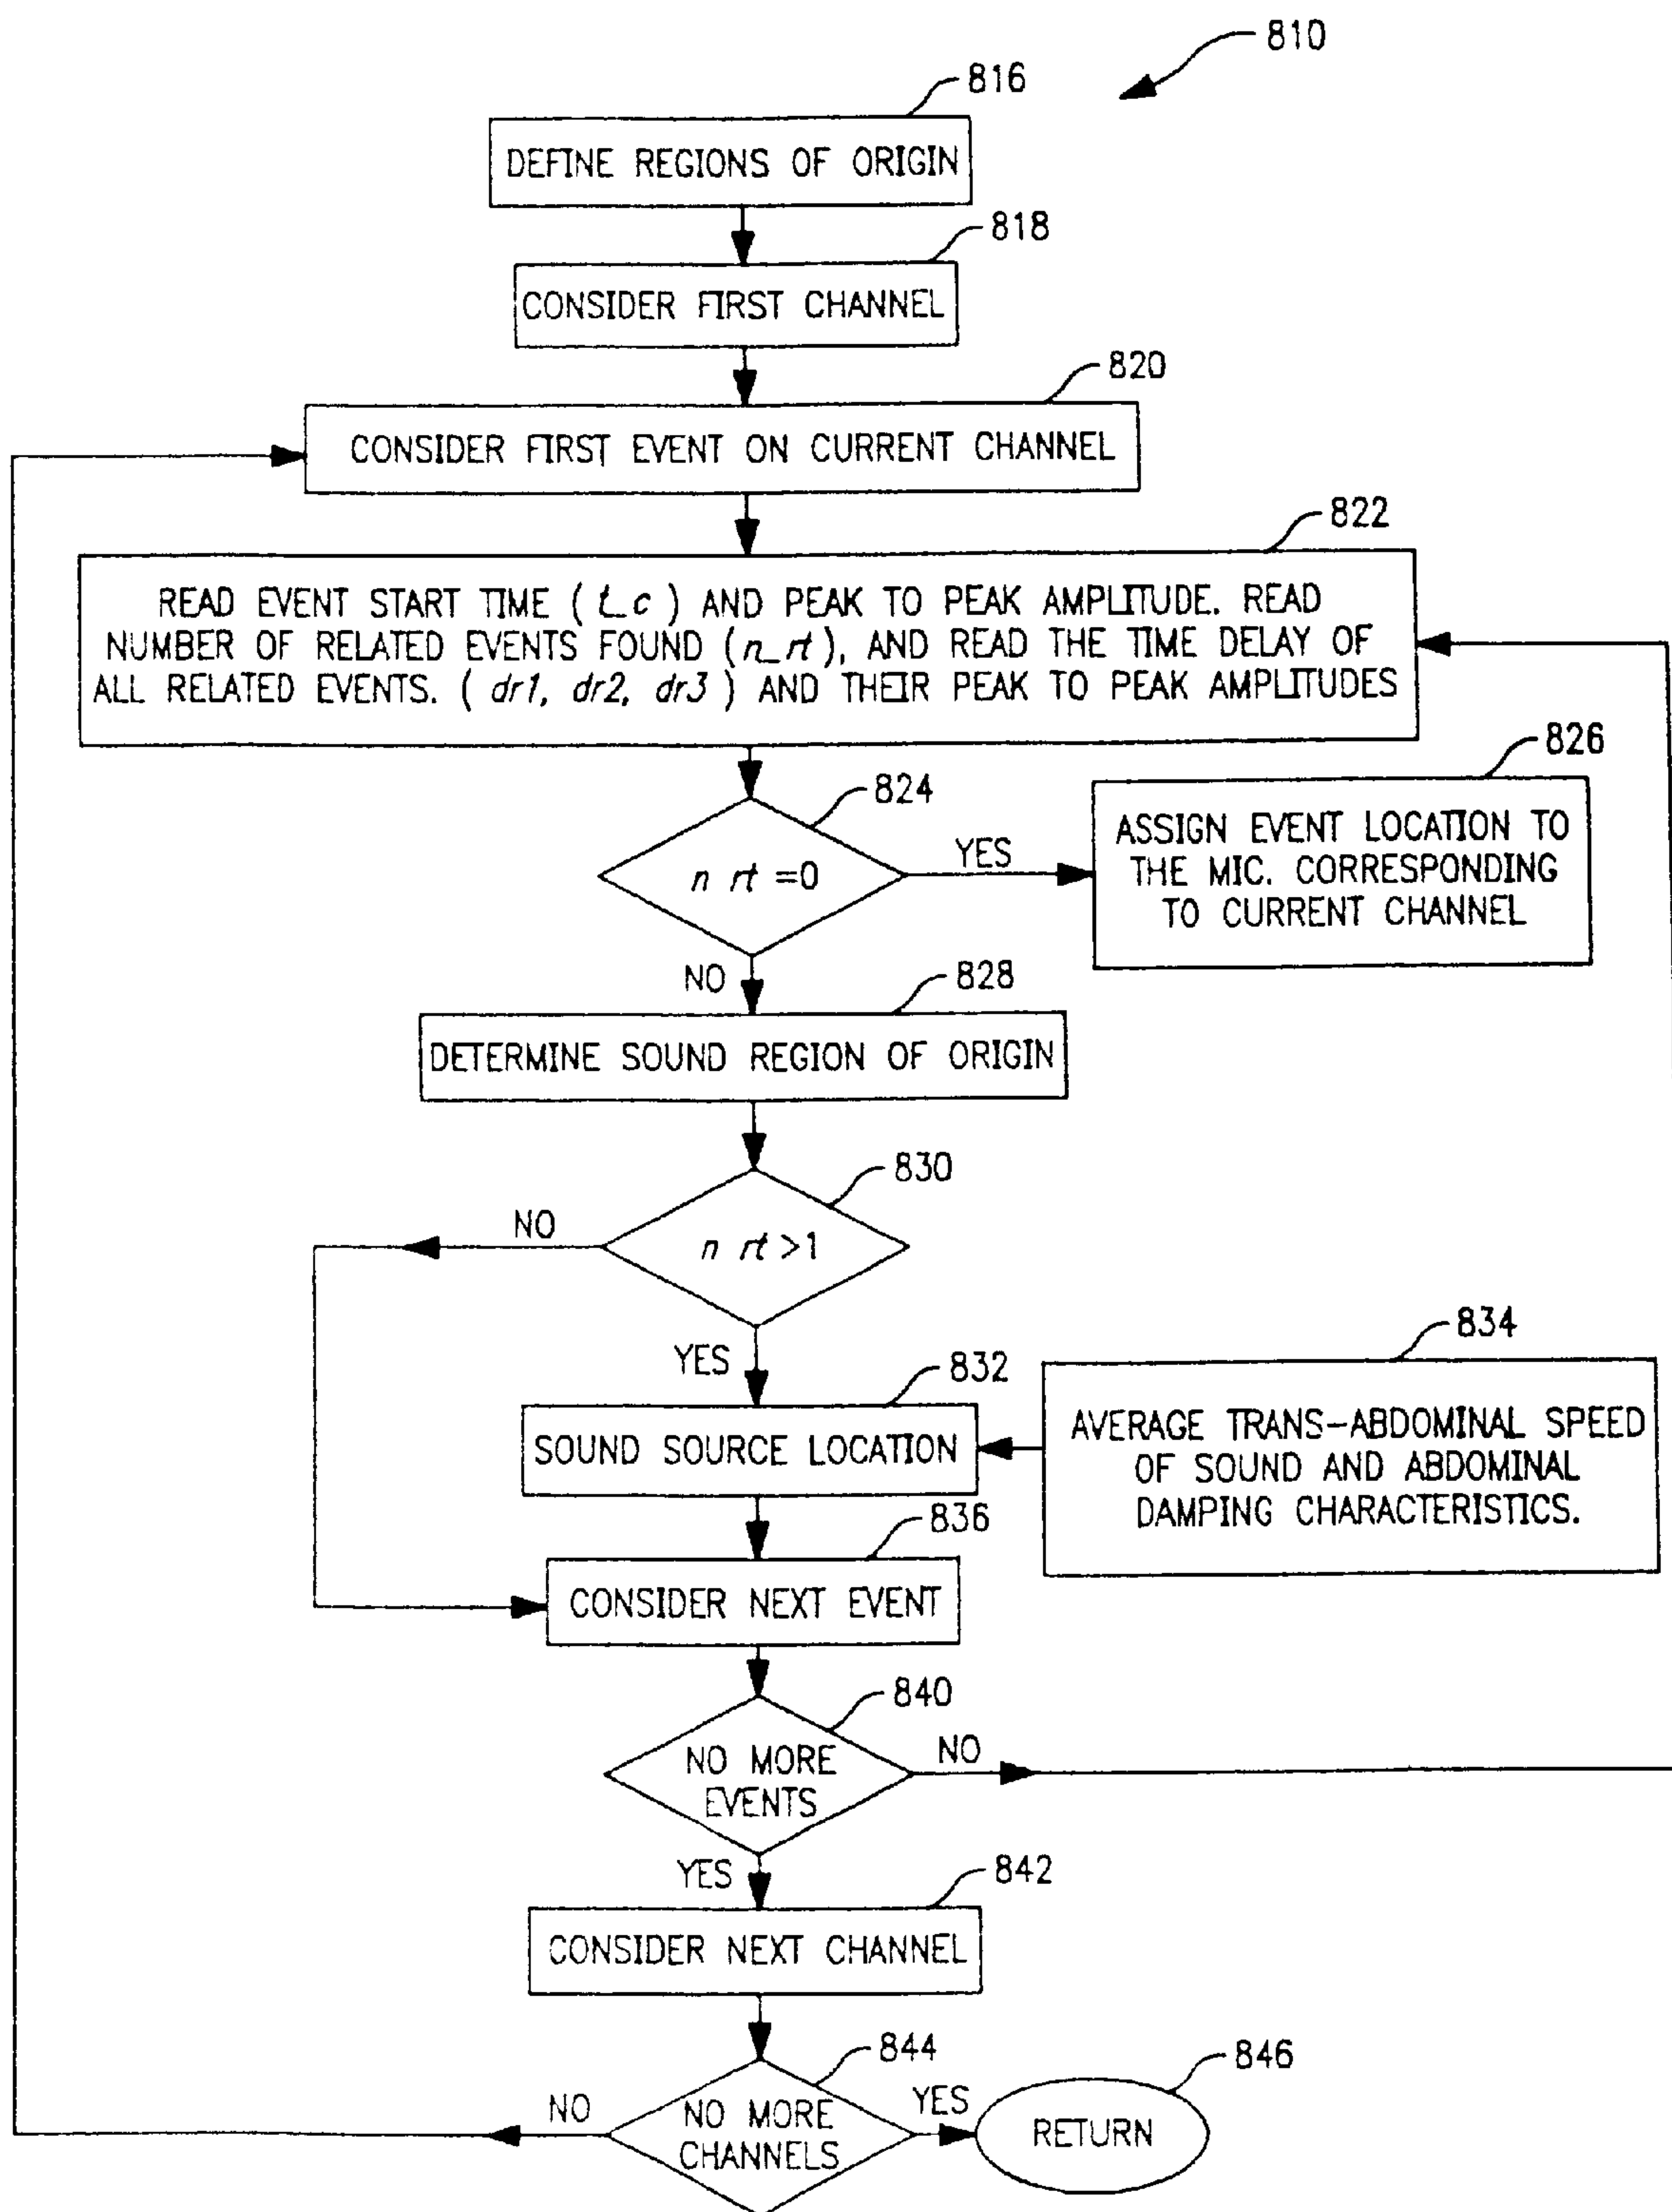 810
816
DEFINE REGIONS OF ORIGIN
818
CONSIDER FIRST CHANNEL
820
CONSIDER FIRST EVENT ON CURRENT CHANNEL
822
READ EVENT START TIME (t_c) AND PEAK TO PEAK AMPLITUDE. READ
NUMBER OF RELATED EVENTS FOUND (n_rt), AND READ THE TIME DELAY OF
ALL RELATED EVENTS. (dr1, dr2, dr3) AND THEIR PEAK TO PEAK AMPLITUDES
824
n rt =0
YES
826
ASSIGN EVENT LOCATION TO
THE MIC. CORRESPONDING
TO CURRENT CHANNEL
NO
828
DETERMINE SOUND REGION OF ORIGIN
830
n rt >1
NO
YES
832
SOUND SOURCE LOCATION
834
AVERAGE TRANS-ABDOMINAL SPEED
OF SOUND AND ABDOMINAL
DAMPING CHARACTERISTICS.
836
CONSIDER NEXT EVENT
840
NO MORE
EVENTS
NO
YES
842
CONSIDER NEXT CHANNEL
844
NO MORE
CHANNELS
NO
YES
846
RETURN